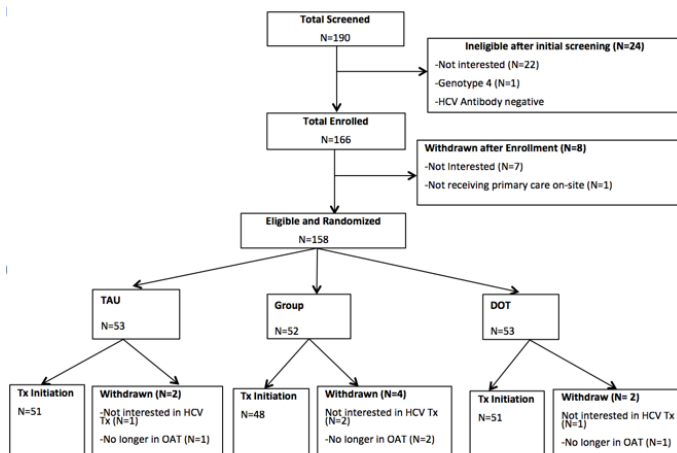 Total Screened
N=190
Ineligible after initial screening (N=24)
-Not interested (N=22)
-Genotype 4 (N=1)
-HCV Antibody negative
Total Enrolled
N=166
Withdrawn after Enrollment (N=8)
-Not Interested (N=7)
-Not receiving primary care on-site (N=1)
Eligible and Randomized
N=158
TAU
N=53
Group
N=52
DOT
N=53
Tx Initiation
N=51
Withdrawn (N=2)
-Not interested in HCV
Tx (N=1)
-No longer in OAT (N=1)
Tx Initiation
N=48
Withdrawn (N=4)
Not interested in HCV Tx
(N=2)
-No longer in OAT (N=2)
Tx Initiation
N=51
Withdraw (N= 2)
Not interested in HCV Tx
(N=1)
-No longer in OAT (N=1)